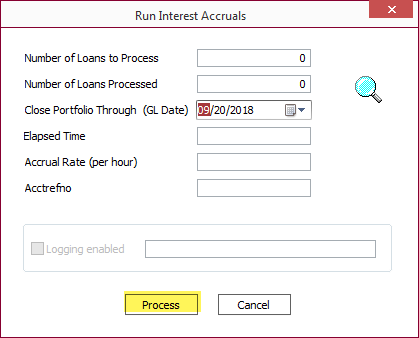 Run Interest Accruals
Number of Loans to Process 0
Number of Loans Processed 0
Close Portfolio Through (GL Date) 09/20/2018
Elapsed Time
Accrual Rate (per hour)
Acctrefno
Logging enabled
Process Cancel